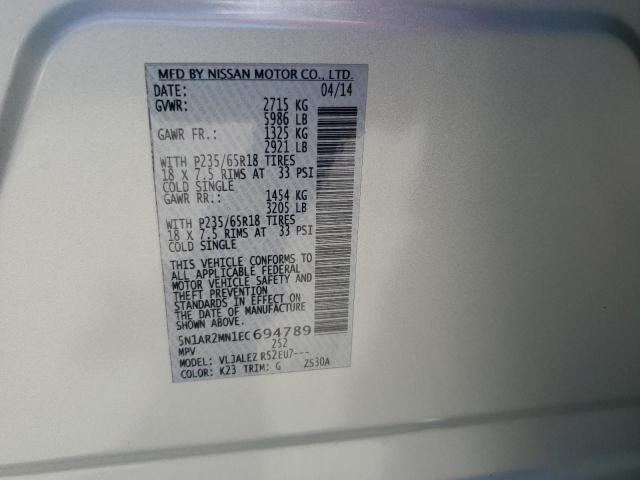 MFD BY NISSAN MOTOR CO., LTD.
DATE: 04/14
GVWR: 2715 KG
5986 LB
GAWR FR.: 1325 KG
2921 LB
WITH P235/65R18 TIRES
18 X 7.5 RIMS AT 33 PSI
COLD SINGLE
GAWR RR.: 1454 KG
3205 LB
WITH P235/65R18 TIRES
18 X 7.5 RIMS AT 33 PSI
COLD SINGLE
THIS VEHICLE CONFORMS TO
ALL APPLICABLE FEDERAL
MOTOR VEHICLE SAFETY AND
THEFT PREVENTION
STANDARDS IN EFFECT ON
THE DATE OF MANUFACTURE
SHOWN ABOVE.
5N1AR2MN1EC694789
MPV 252
VLJALEZ R52EU7---
COLOR: K23 TRIM: G 2S30A